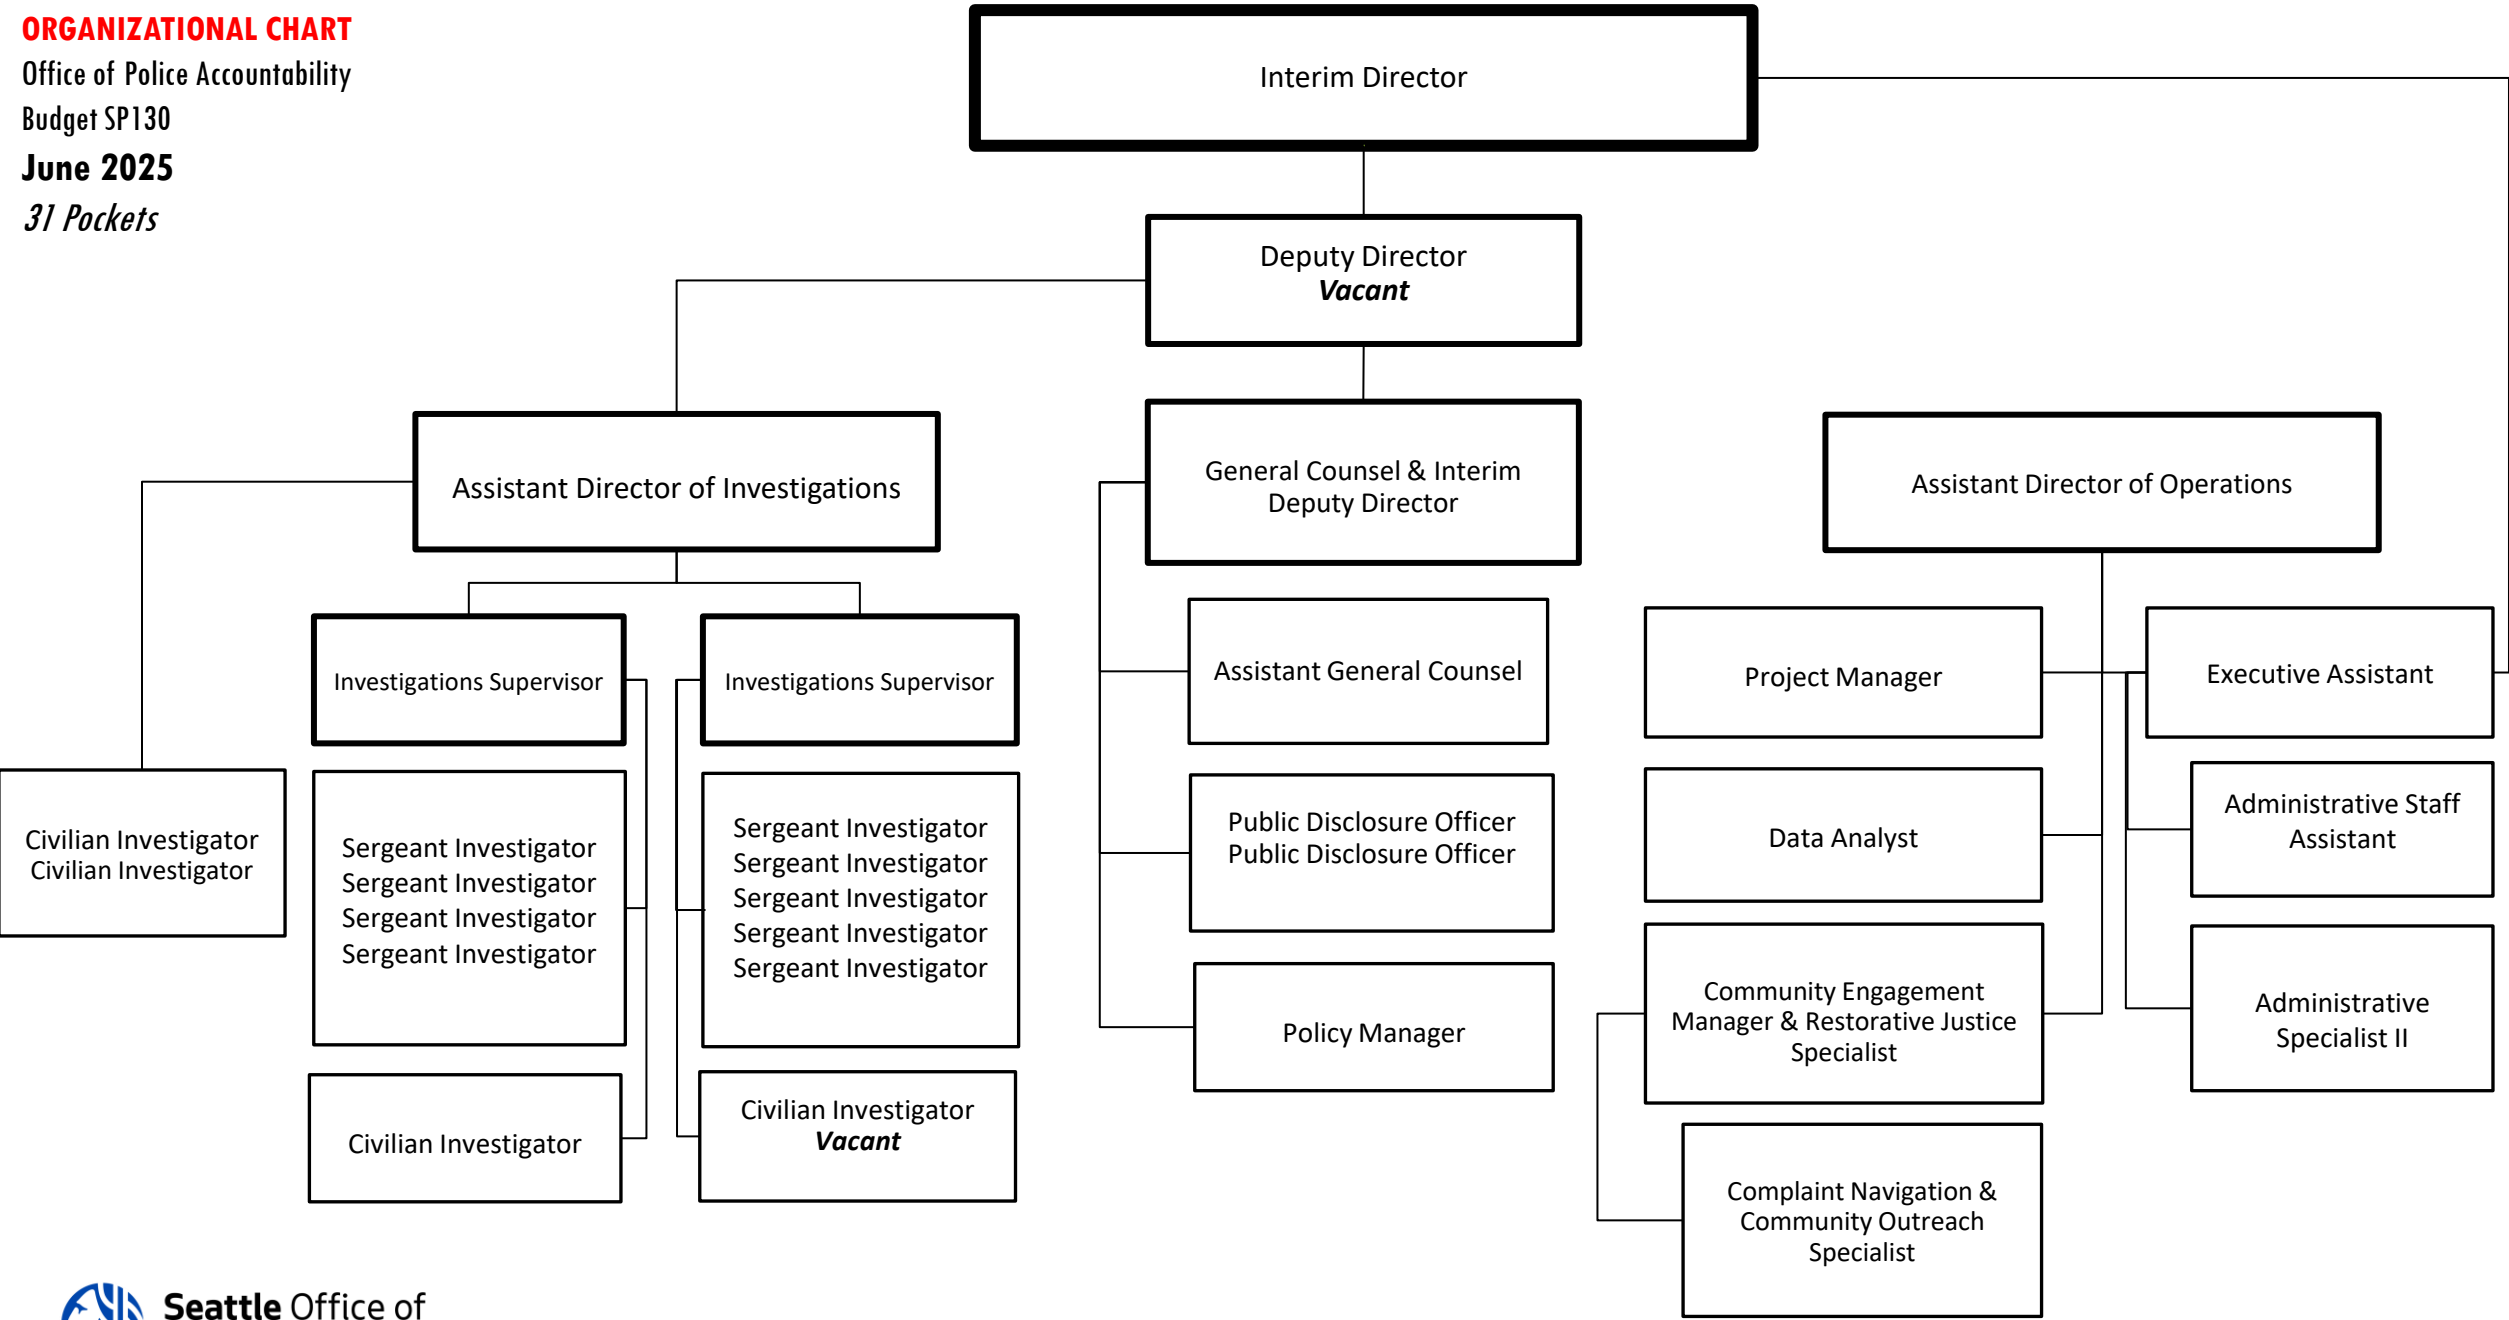 ORGANIZATIONAL CHART
Office of Police Accountability
Budget SP130
June 2025
31 Pockets
Interim Director
Deputy Director
Vacant
Assistant Director of Investigations
General Counsel & Interim
Deputy Director
Assistant Director of Operations
Investigations Supervisor
Investigations Supervisor
Assistant General Counsel
Project Manager
Executive Assistant
Civilian Investigator
Civilian Investigator
Sergeant Investigator
Sergeant Investigator
Sergeant Investigator
Sergeant Investigator
Sergeant Investigator
Sergeant Investigator
Sergeant Investigator
Sergeant Investigator
Sergeant Investigator
Public Disclosure Officer
Public Disclosure Officer
Data Analyst
Administrative Staff
Assistant
Civilian Investigator
Civilian Investigator
Vacant
Policy Manager
Community Engagement
Manager & Restorative Justice
Specialist
Administrative
Specialist II
Complaint Navigation &
Community Outreach
Specialist
Seattle Office of